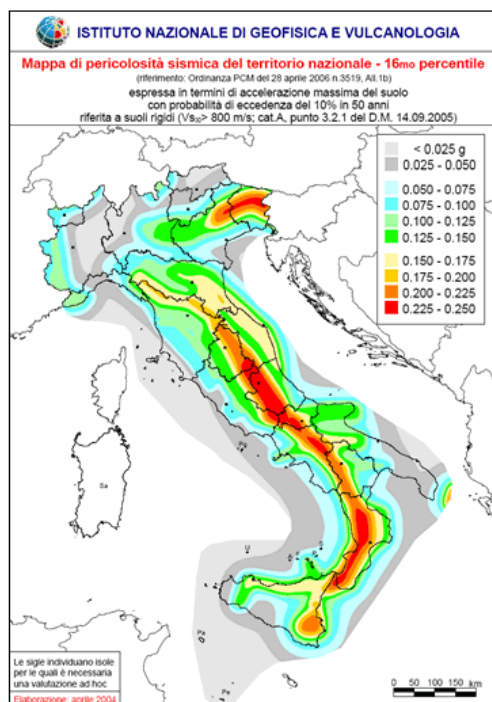 ISTITUTO NAZIONALE DI GEOFISICA E VULCANOLOGIA
Mappa di pericolosità sismica del territorio nazionale - 16mo percentile
(riferimento: Ordinanza PCM del 28 aprile 2006 n.3519, All.1b)
espressa in termini di accelerazione massima del suolo
con probabilità di eccedenza del 10% in 50 anni
riferita a suoli rigidi (Vs30> 800 m/s; cat.A, punto 3.2.1 del D.M. 14.09.2005)
< 0.025 g
0.025 - 0.050
0.050 - 0.075
0.075 - 0.100
0.100 - 0.125
0.125 - 0.150
0.150 - 0.175
0.175 - 0.200
0.200 - 0.225
0.225 - 0.250
Sa
U
Pa
Pe
Le sigle individuano isole
per le quali è necessaria
una valutazione ad hoc
Elaborazione: aprile 2004
0 50 100 150
km